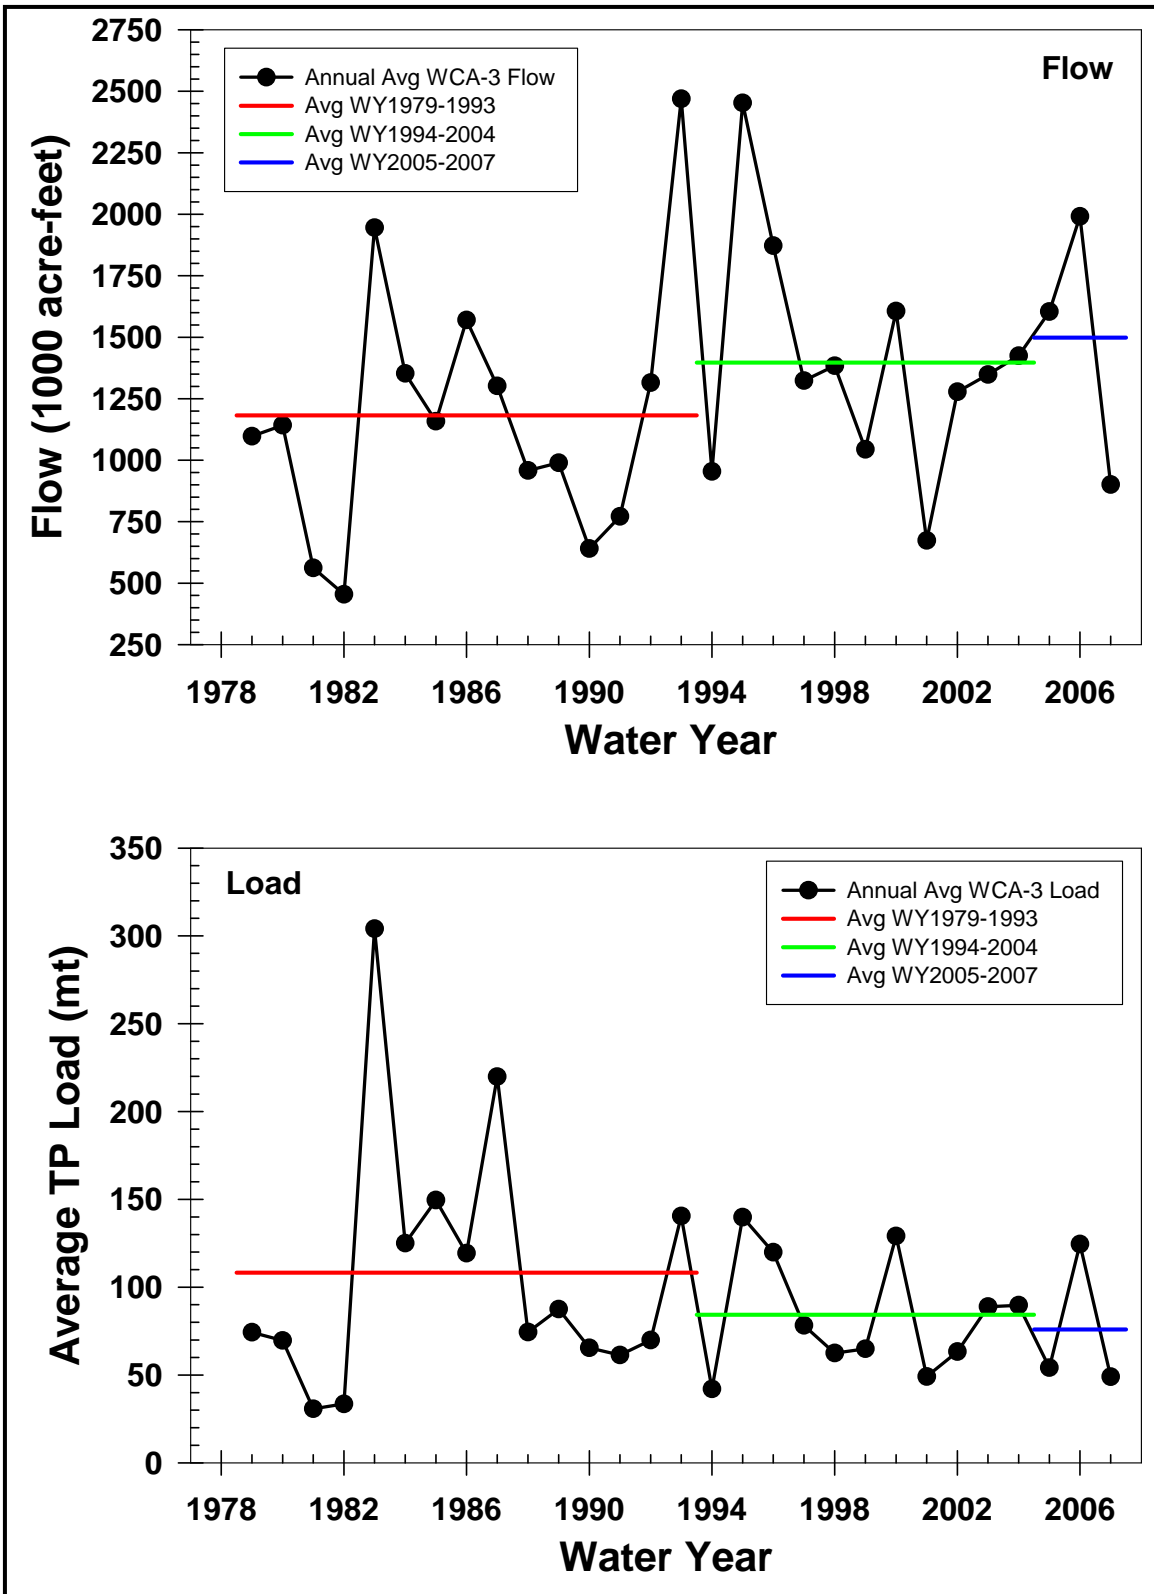 2750
2500
2250
2000
1750
1500
1250
1000
750
500
250
Flow (1000 acre-feet)
Annual Avg WCA-3 Flow
Avg WY1979-1993
Avg WY1994-2004
Avg WY2005-2007
Flow
1978 1982 1986 1990 1994 1998 2002 2006
Water Year
350
300
250
200
150
100
50
0
Average TP Load (mt)
Load
Annual Avg WCA-3 Load
Avg WY1979-1993
Avg WY1994-2004
Avg WY2005-2007
1978 1982 1986 1990 1994 1998 2002 2006
Water Year